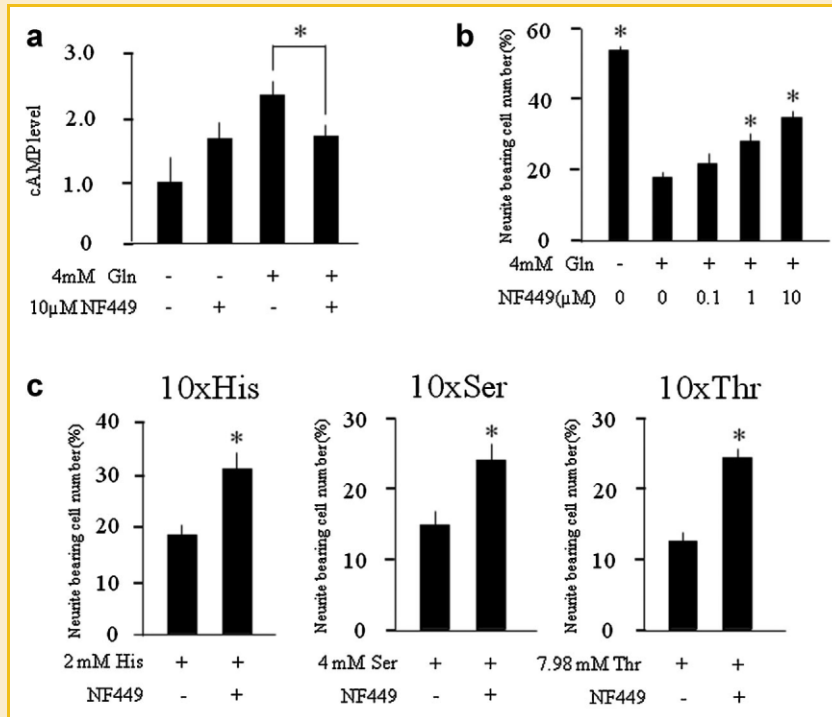 a
cAMP level
3.0
*
2.0
1.0
0
4mM Gln - - + +
10μM NF449 - + - +
b
Neurite bearing cell number(%)
60
*
40
*
*
20
0
4mM Gln - + + + +
NF449(μM) 0 0 0.1 1 10
c
10xHis
Neurite bearing cell number(%)
40
*
30
20
10
0
2 mM His + +
NF449 - +
10xSer
Neurite bearing cell number(%)
30
*
20
10
0
4 mM Ser + +
NF449 - +
10xThr
Neurite bearing cell number(%)
30
*
20
10
0
7.98 mM Thr + +
NF449 - +